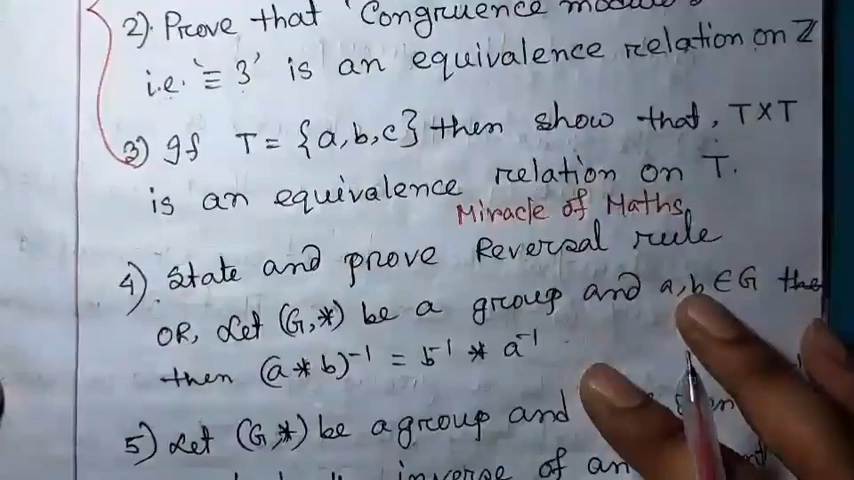 2). Prove that 'Congruence modulo
i.e. '≡ 3' is an equivalence relation on Z
3) If T = {a,b,c} then show that, T×T
is an equivalence relation on T.
Miracle of Maths
4). State and prove Reversal rule
OR, Let (G,*) be a group and a,b ∈ G the
then (a * b)⁻¹ = b⁻¹ * a⁻¹
5) Let (G,*) be a group and
inverse of an